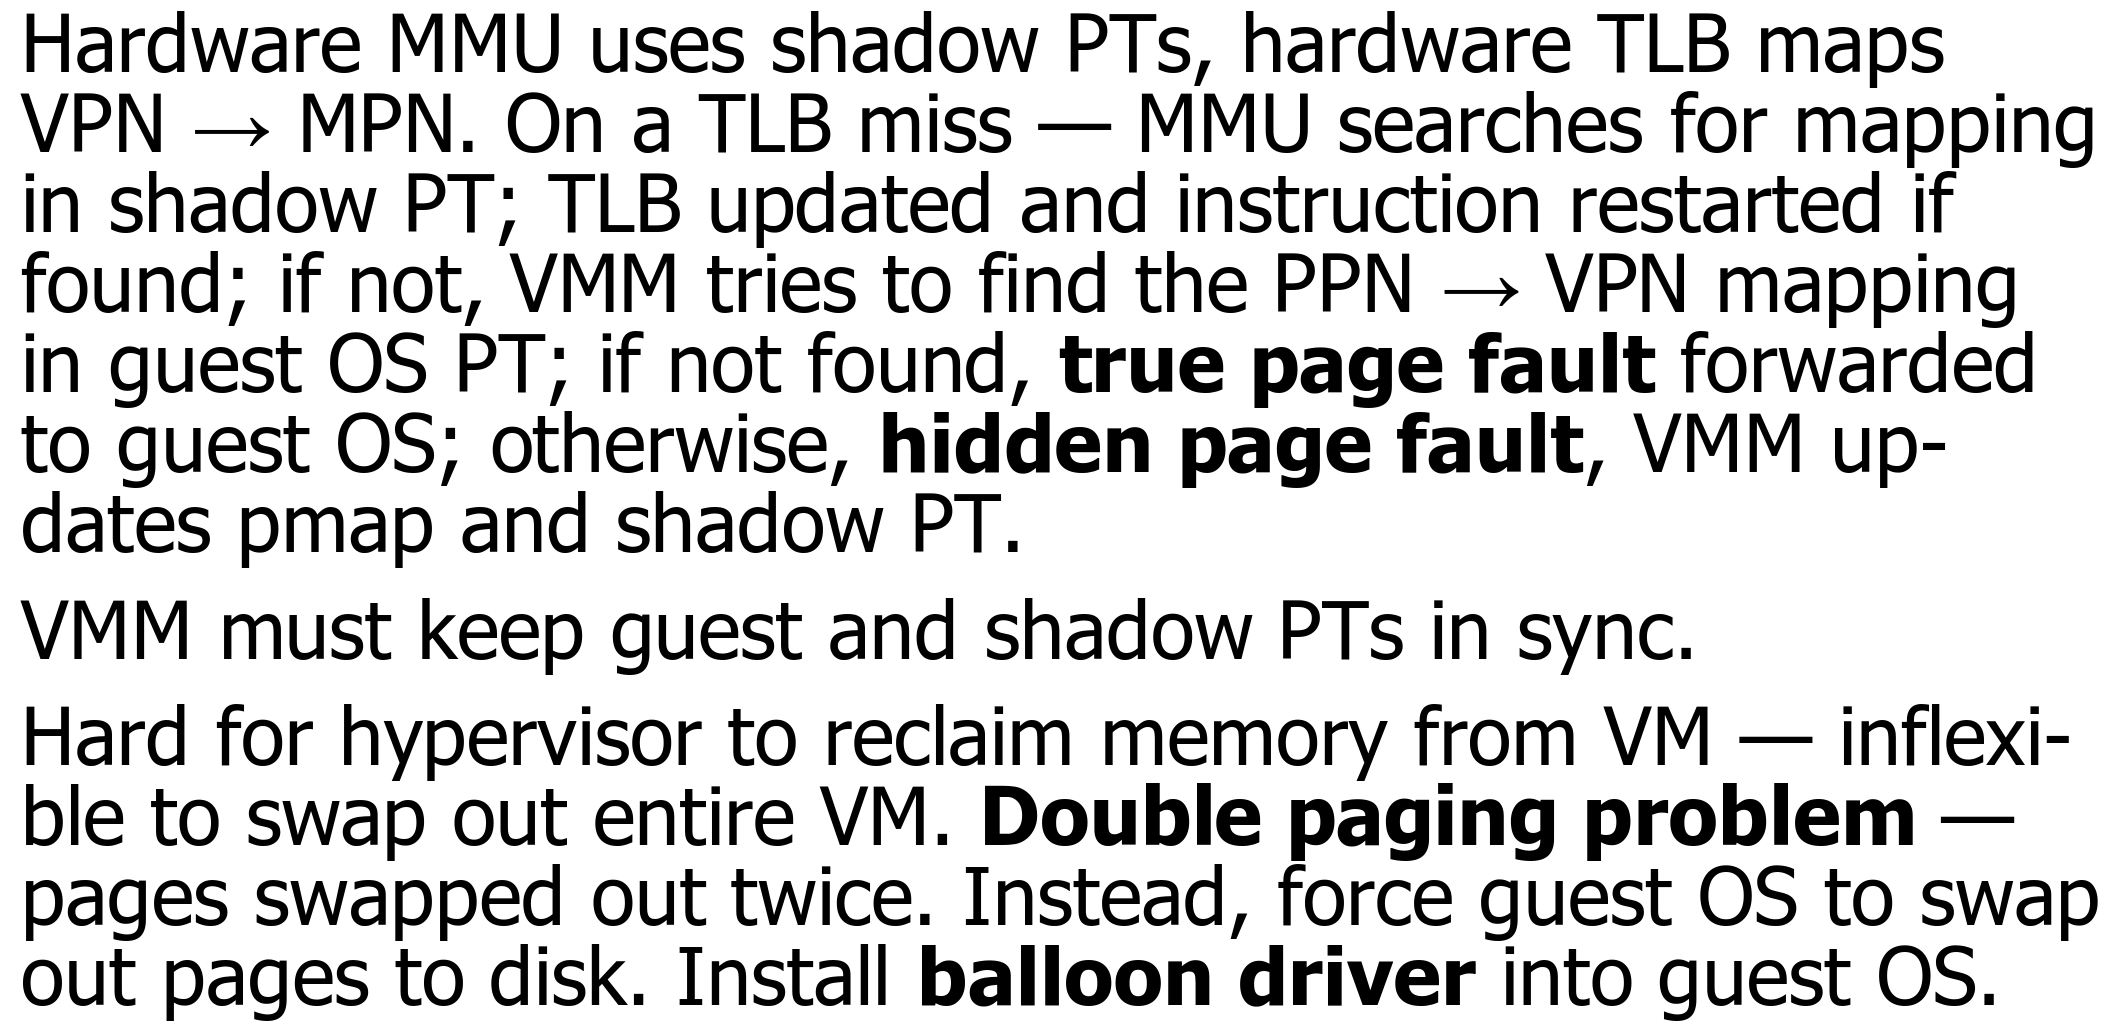 Hardware MMU uses shadow PTs, hardware TLB maps
VPN → MPN. On a TLB miss — MMU searches for mapping
in shadow PT; TLB updated and instruction restarted if
found; if not, VMM tries to find the PPN → VPN mapping
in guest OS PT; if not found, true page fault forwarded
to guest OS; otherwise, hidden page fault, VMM up-
dates pmap and shadow PT.
VMM must keep guest and shadow PTs in sync.
Hard for hypervisor to reclaim memory from VM — inflexi-
ble to swap out entire VM. Double paging problem —
pages swapped out twice. Instead, force guest OS to swap
out pages to disk. Install balloon driver into guest OS.